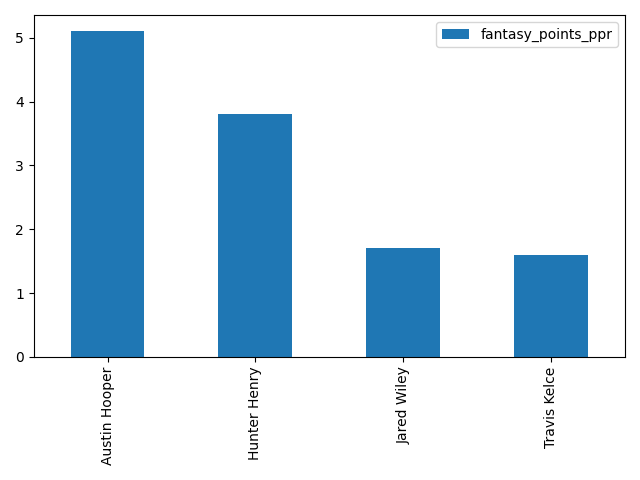 fantasy_points_ppr
5
4
3
2
1
0
Austin Hooper
Hunter Henry
Jared Wiley
Travis Kelce